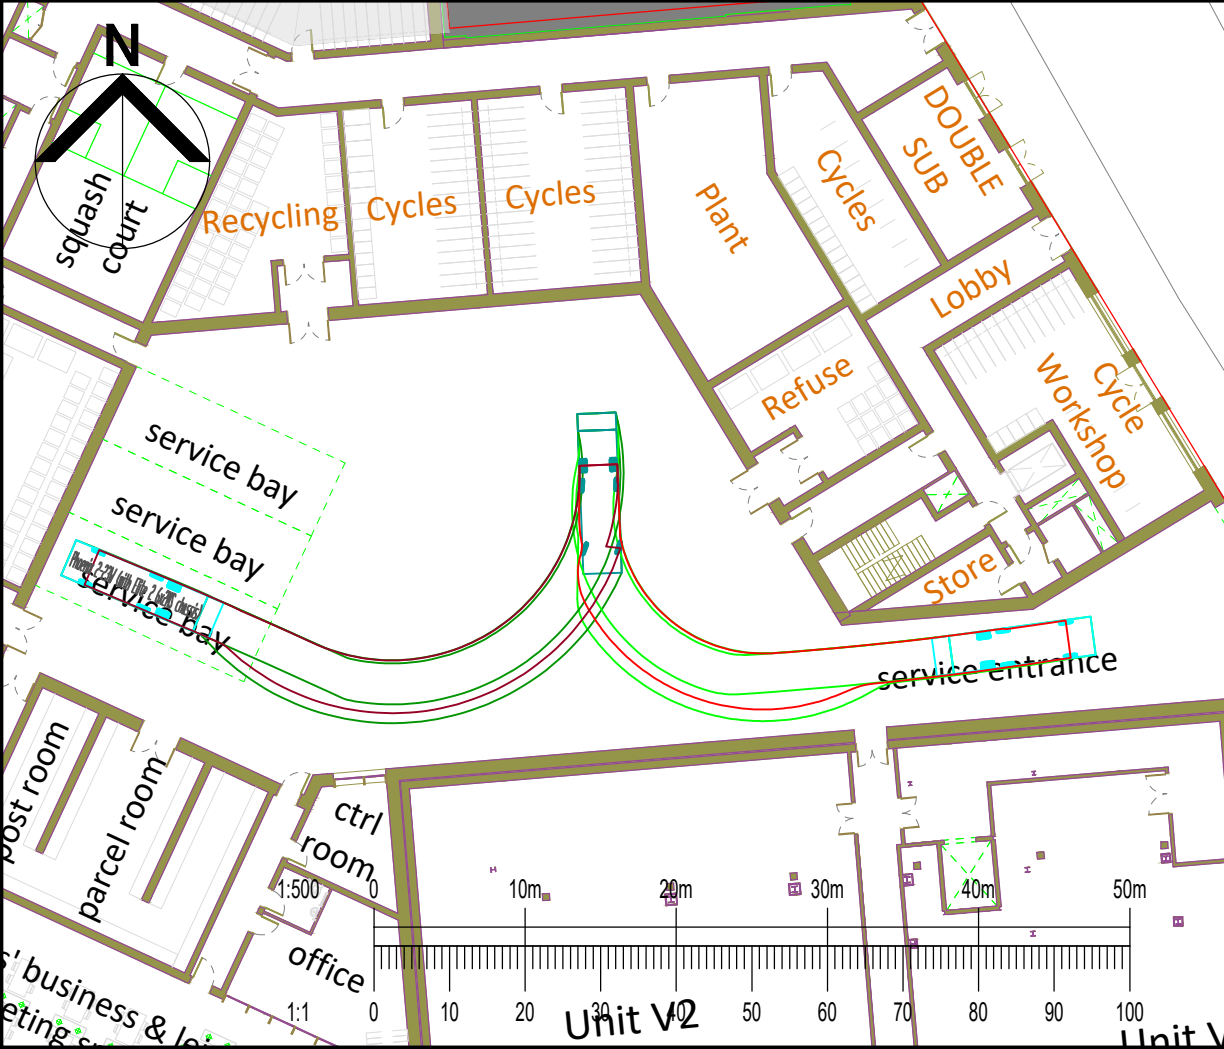 N
squash
court
Recycling
Cycles
Cycles
Plant
Cycles
DOUBLE
SUB
Lobby
Refuse
Cycle
Workshop
Store
service bay
service bay
service bay
service entrance
post room
parcel room
ctrl
room
office
s' business &
eting
1:500 0 10m 20m 30m 40m 50m
1:1 0 10 20 30 40 50 60 70 80 90 100
Unit V2
Unit V